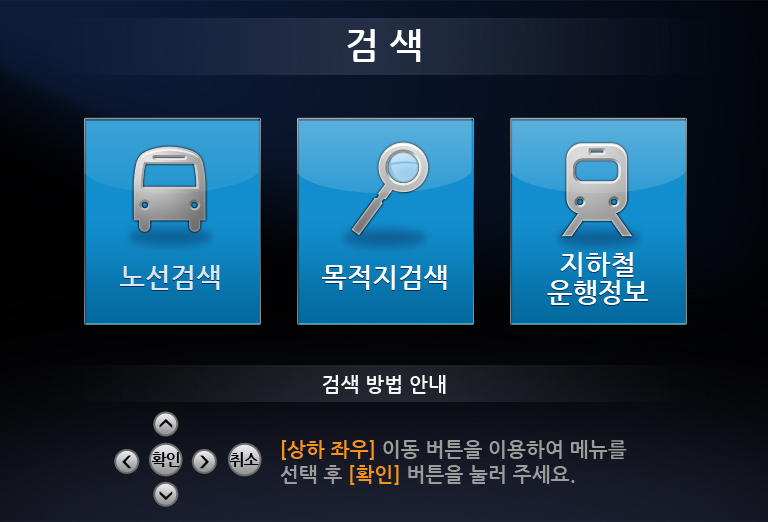 검 색
노선검색
목적지검색
지하철
운행정보
검색 방법 안내
확인
취소
[상하 좌우] 이동 버튼을 이용하여 메뉴를
선택 후 [확인] 버튼을 눌러 주세요.